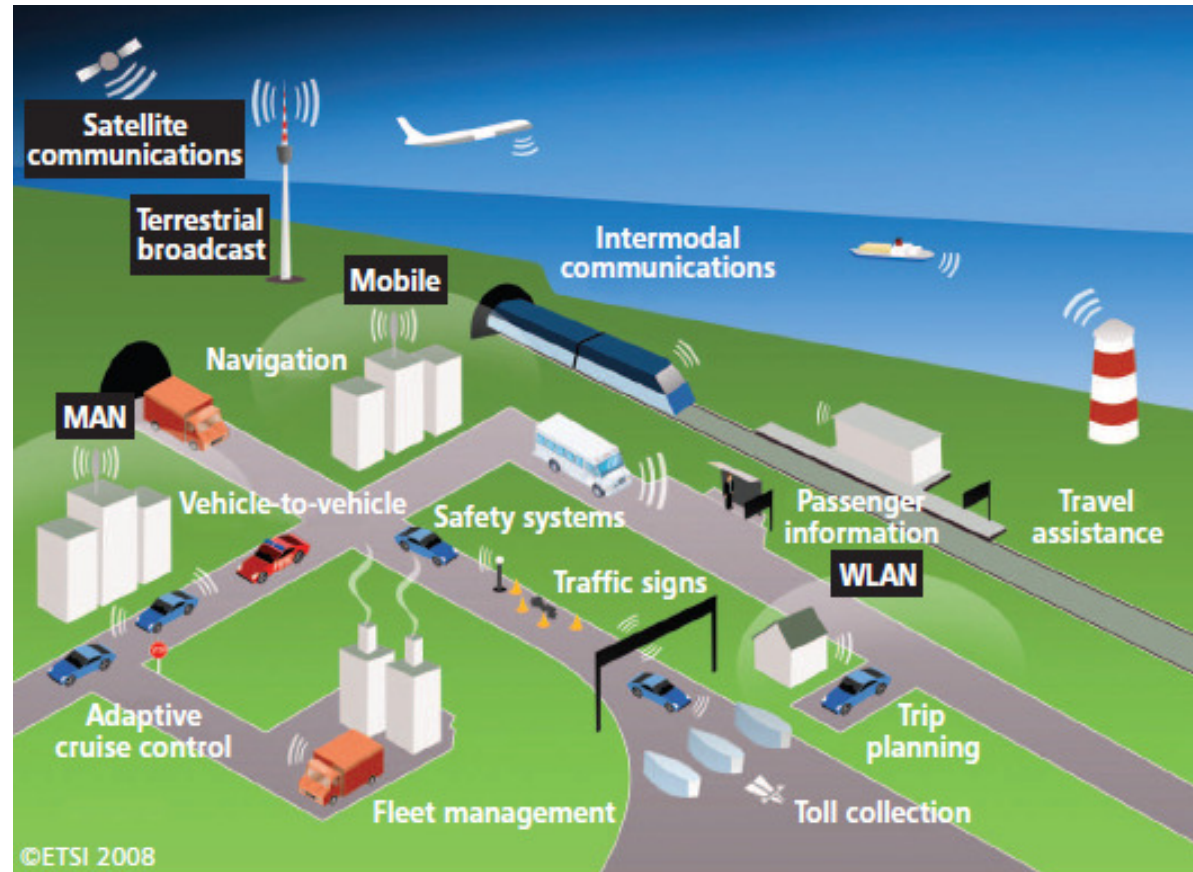 Satellite
communications
Terrestrial
broadcast
Mobile
Intermodal
communications
Navigation
MAN
Vehicle-to-vehicle
Safety systems
Passenger
information
Travel
assistance
Traffic signs
WLAN
Adaptive
cruise control
Trip
planning
Fleet management
Toll collection
©ETSI 2008